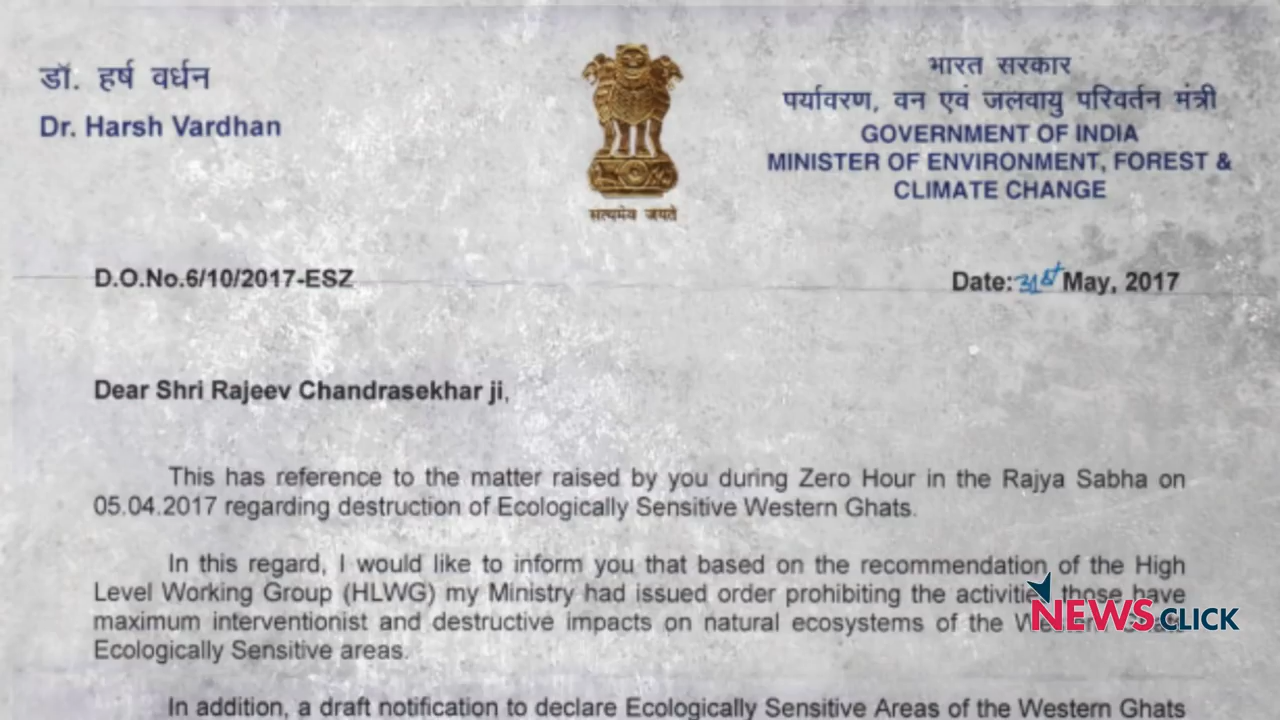 डॉ. हर्ष वर्धन
Dr. Harsh Vardhan
सत्यमेव जयते
भारत सरकार
पर्यावरण, वन एवं जलवायु परिवर्तन मंत्री
GOVERNMENT OF INDIA
MINISTER OF ENVIRONMENT, FOREST &
CLIMATE CHANGE
D.O.No.6/10/2017-ESZ
Date: 31st May, 2017
Dear Shri Rajeev Chandrasekhar ji,
This has reference to the matter raised by you during Zero Hour in the Rajya Sabha on
05.04.2017 regarding destruction of Ecologically Sensitive Western Ghats.
In this regard, I would like to inform you that based on the recommendation of the High
Level Working Group (HLWG) my Ministry had issued order prohibiting the activities those have
maximum interventionist and destructive impacts on natural ecosystems of the Western Ghats
Ecologically Sensitive areas.
NEWSCLICK
In addition, a draft notification to declare Ecologically Sensitive Areas of the Western Ghats